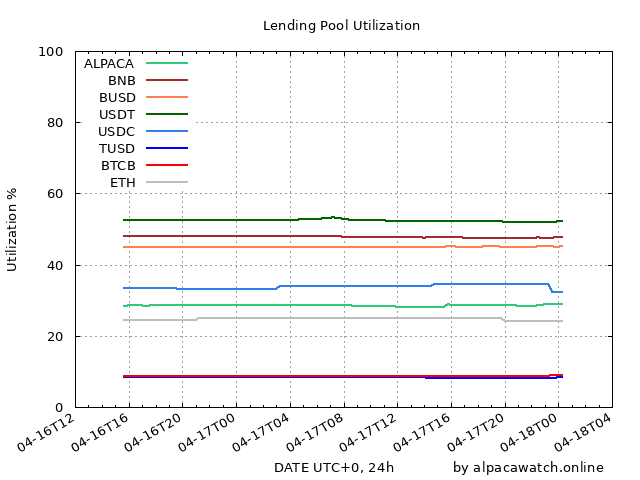 Lending Pool Utilization
100
80
60
40
20
0
Utilization %
ALPACA
BNB
BUSD
USDT
USDC
TUSD
BTCB
ETH
04-16T12
04-16T16
04-16T20
04-17T00
04-17T04
04-17T08
04-17T12
04-17T16
04-17T20
04-18T00
04-18T04
DATE UTC+0, 24h
by alpacawatch.online